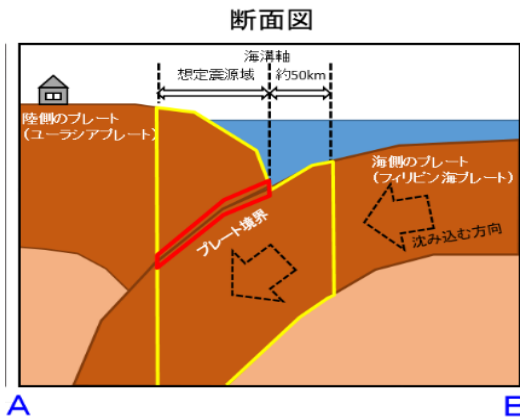 断面図
海溝軸
想定震源域
約50km
陸側のプレート
（ユーラシアプレート）
海側のプレート
（フィリピン海プレート）
プレート境界
沈み込む方向
A
B